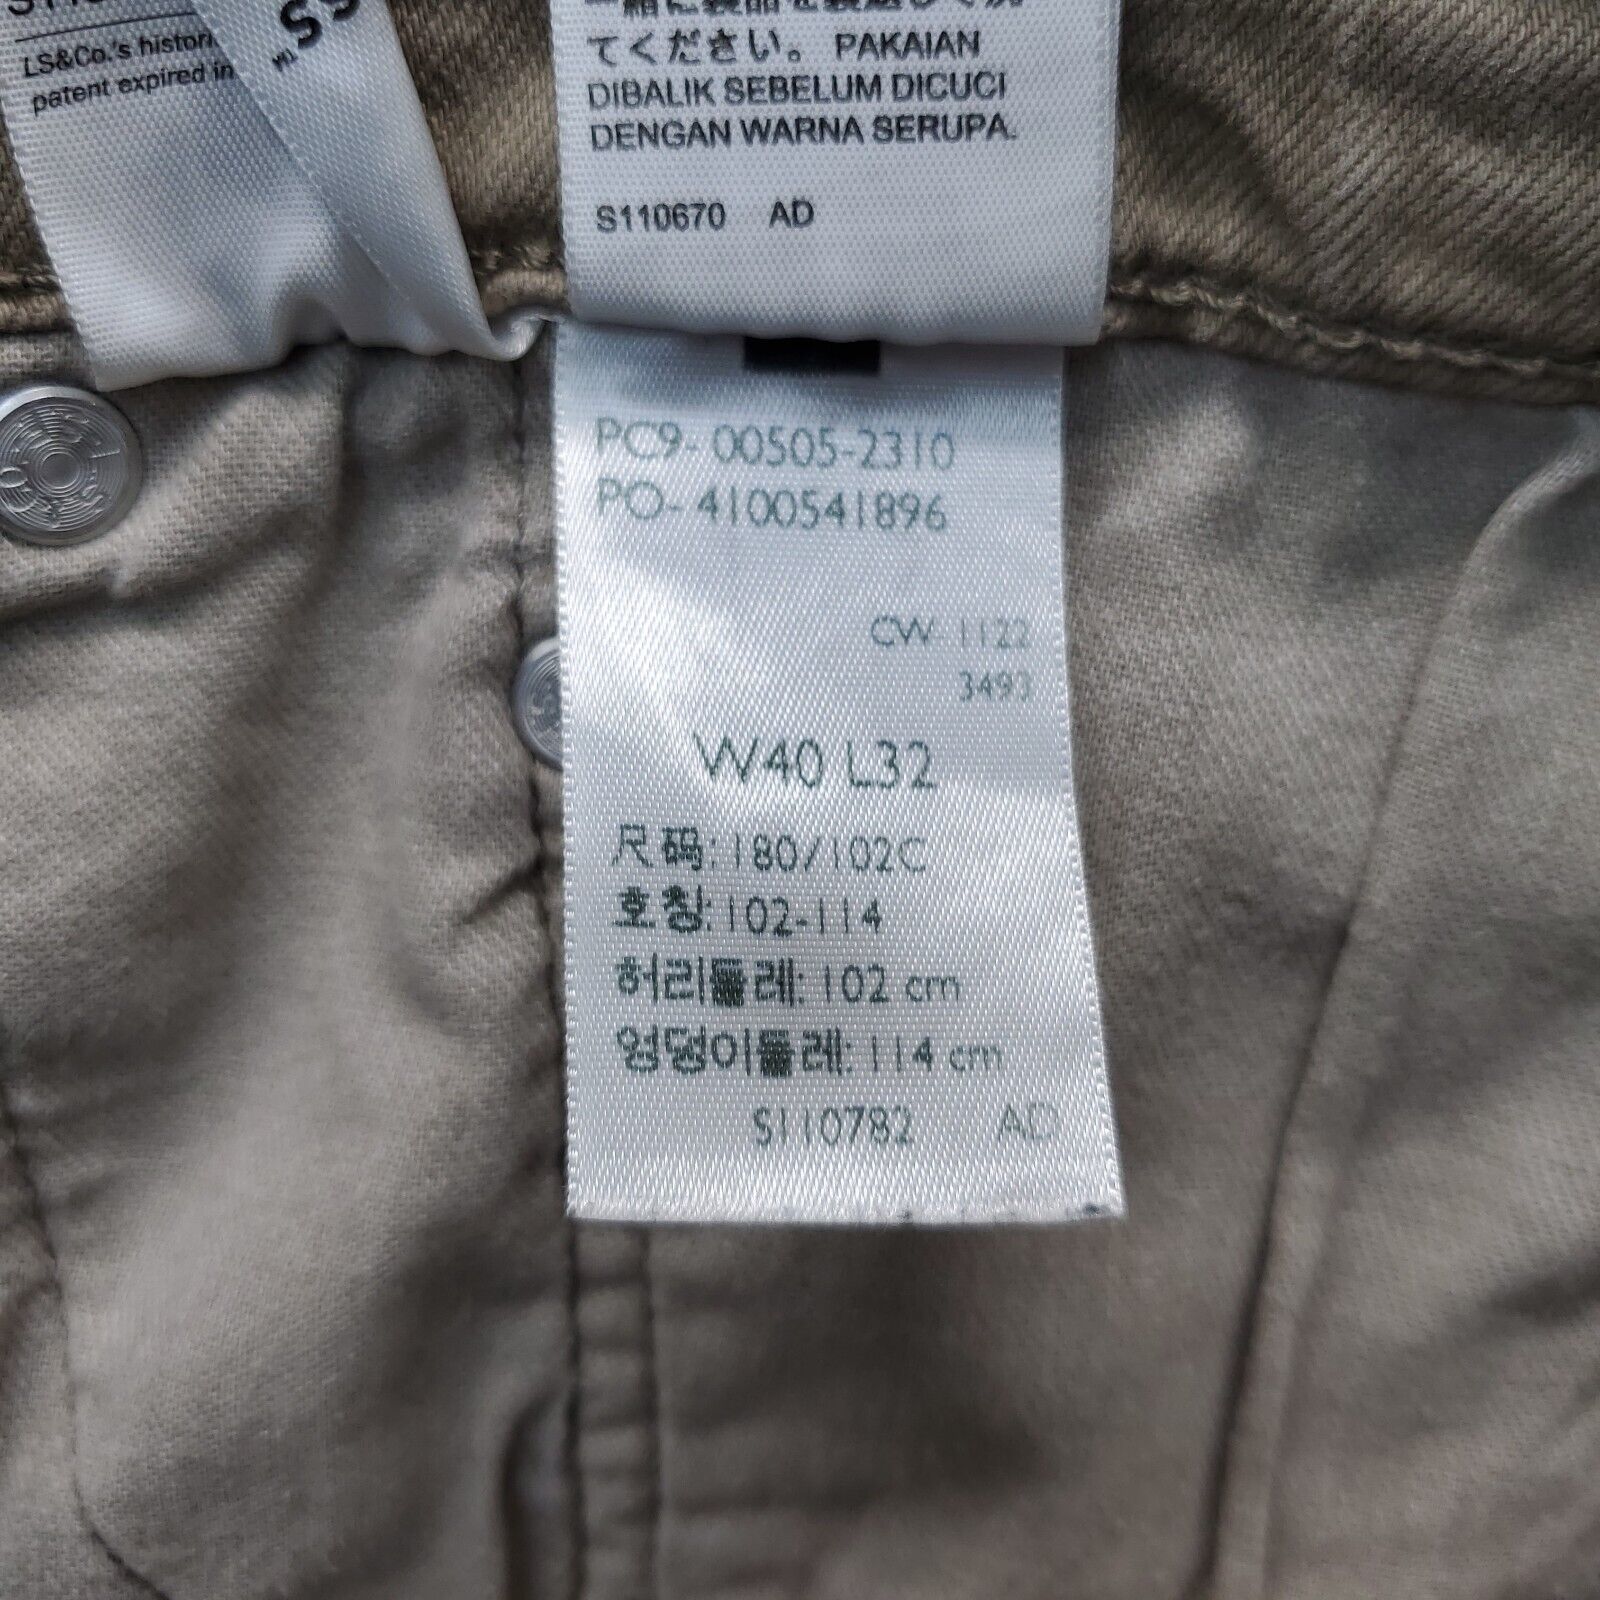 LS&Co.'s histori
patent expired in
SS™
てください。 PAKAIAN
DIBALIK SEBELUM DICUCI
DENGAN WARNA SERUPA.
S110670 AD
PC9- 00505-2310
PO- 4100541896
CW- 1122
3493
W40 L32
尺码: 180/102C
호칭: 102-114
허리둘레: 102 cm
엉덩이둘레: 114 cm
S110782 AD